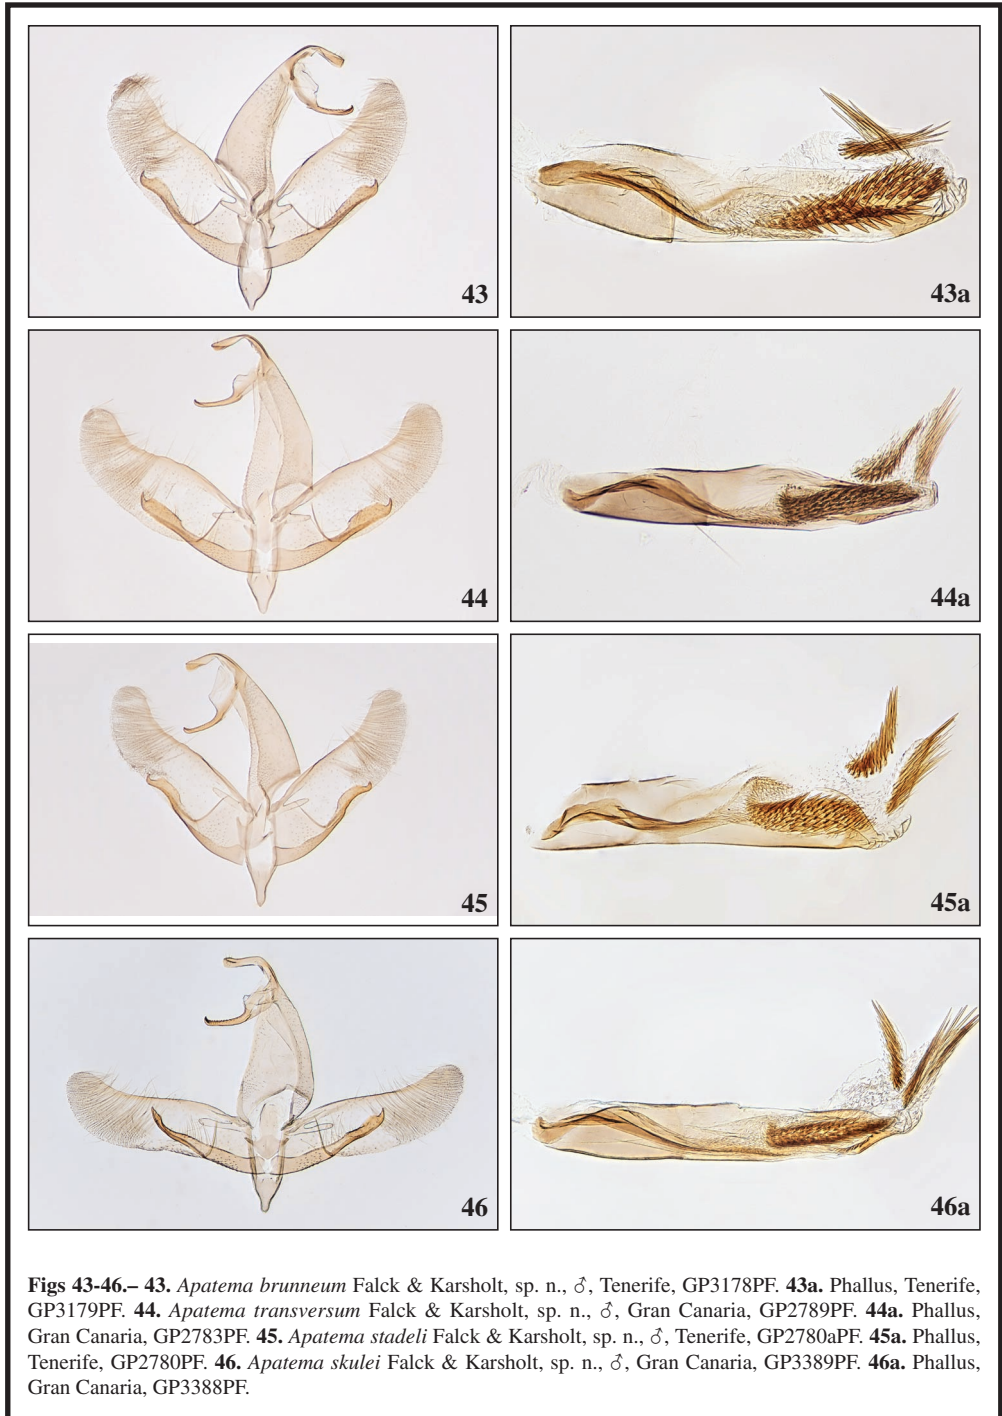 43
43a
44
44a
45
45a
46
46a
Figs 43-46.– 43. Apatema brunneum Falck & Karsholt, sp. n., ♂, Tenerife, GP3178PF. 43a. Phallus, Tenerife,
GP3179PF. 44. Apatema transversum Falck & Karsholt, sp. n., ♂, Gran Canaria, GP2789PF. 44a. Phallus,
Gran Canaria, GP2783PF. 45. Apatema stadeli Falck & Karsholt, sp. n., ♂, Tenerife, GP2780aPF. 45a. Phallus,
Tenerife, GP2780PF. 46. Apatema skulei Falck & Karsholt, sp. n., ♂, Gran Canaria, GP3389PF. 46a. Phallus,
Gran Canaria, GP3388PF.